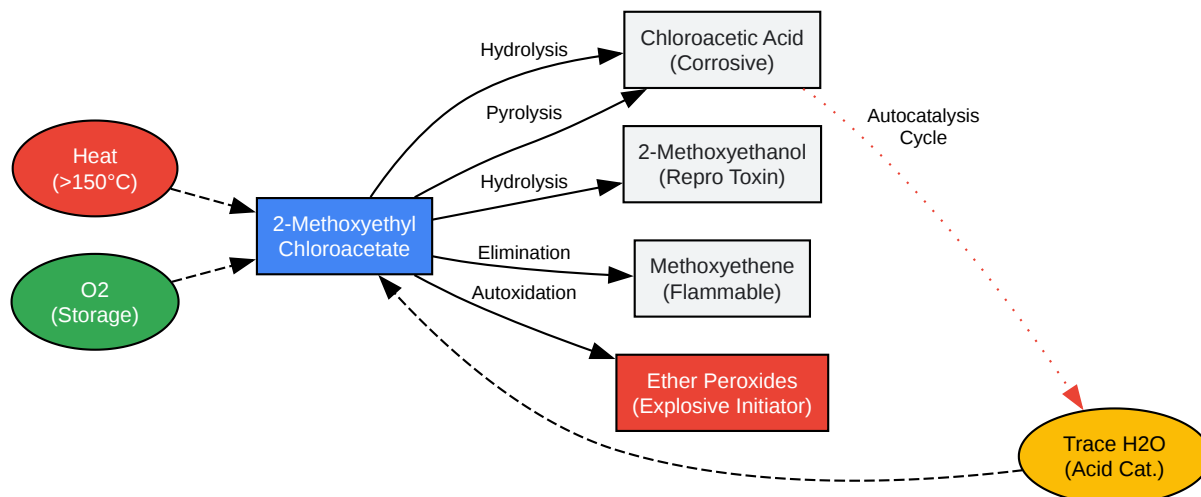 Hydrolysis
Chloroacetic Acid
(Corrosive)
Pyrolysis
Autocatalysis
Cycle
Heat
(>150°C)
2-Methoxyethanol
(Repro Toxin)
Hydrolysis
2-Methoxyethyl
Chloroacetate
Elimination
Methoxyethene
(Flammable)
O2
(Storage)
Autoxidation
Ether Peroxides
(Explosive Initiator)
Trace H2O
(Acid Cat.)